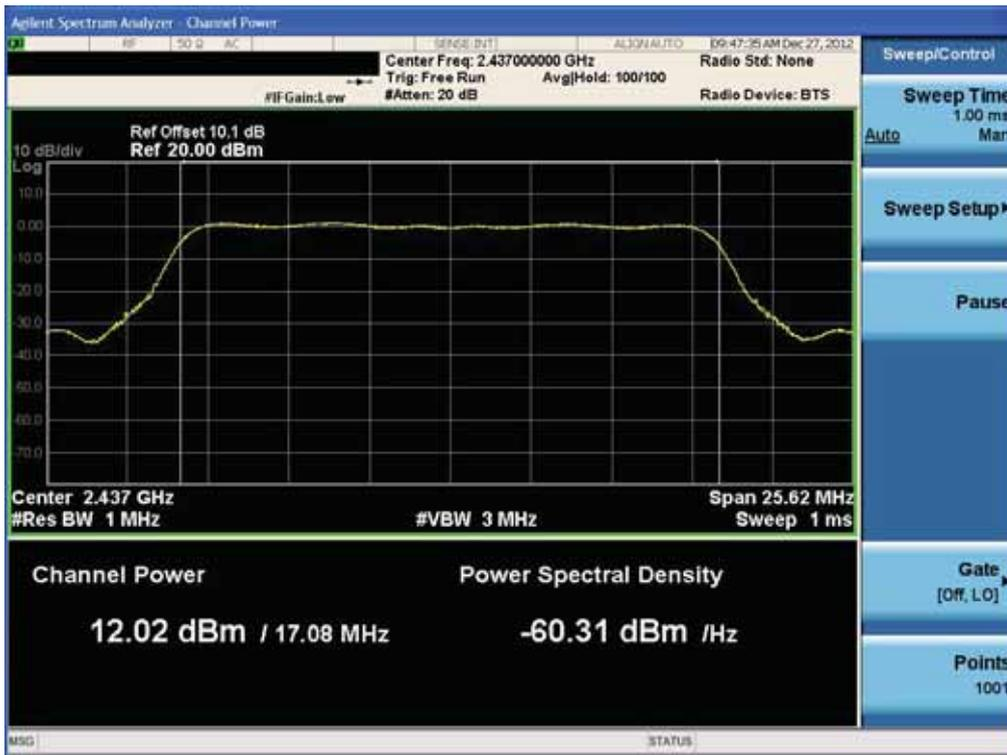 Agilent Spectrum Analyzer - Channel Power
RF 50 Ω AC SENSE:INT ALIGNAUTO 09:47:35 AM Dec 27, 2012
Center Freq: 2.437000000 GHz Radio Std: None
Trig: Free Run Avg|Hold: 100/100
#IFGain:Low #Atten: 20 dB Radio Device: BTS
Ref Offset 10.1 dB
10 dB/div Ref 20.00 dBm
Log
10.0
0.00
-10.0
-20.0
-30.0
-40.0
-50.0
-60.0
-70.0
Center 2.437 GHz Span 25.62 MHz
#Res BW 1 MHz #VBW 3 MHz Sweep 1 ms
Channel Power Power Spectral Density
12.02 dBm / 17.08 MHz -60.31 dBm /Hz
MSG STATUS
Sweep/Control
Sweep Time
1.00 ms
Auto Man
Sweep Setup
Pause
Gate
[Off, LO]
Points
1001